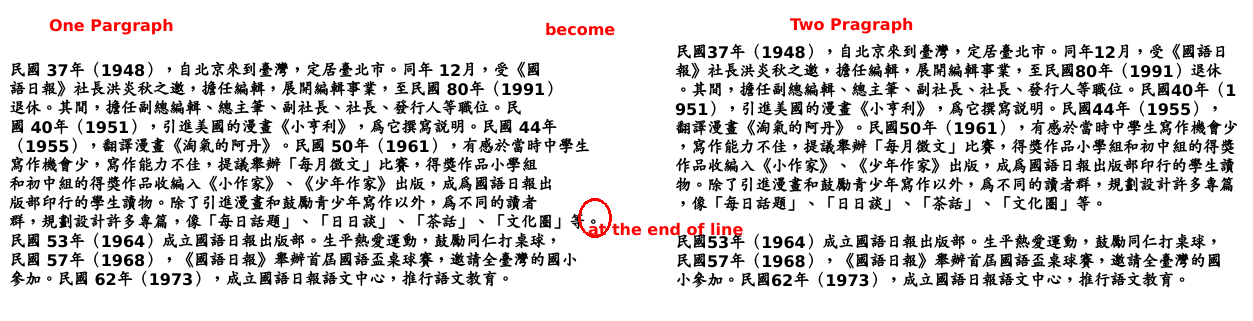 One Pargraph
become
Two Pragraph
民國 37年（1948），自北京來到臺灣，定居臺北市。同年 12月，受《國
語日報》社長洪炎秋之邀，擔任編輯，展開編輯事業，至民國 80年（1991）
退休。其間，擔任副總編輯、總主筆、副社長、社長、發行人等職位。民
國 40年（1951），引進美國的漫畫《小亨利》，為它撰寫說明。民國 44年
（1955），翻譯漫畫《淘氣的阿丹》。民國 50年（1961），有感於當時中學生
寫作機會少，寫作能力不佳，提議舉辦「每月徵文」比賽，得獎作品小學組
和初中組的得獎作品收編入《小作家》、《少年作家》出版，成為國語日報出
版部印行的學生讀物。除了引進漫畫和鼓勵青少年寫作以外，為不同的讀者
群，規劃設計許多專篇，像「每日話題」、「日日談」、「茶話」、「文化圈」等。
at the end of line
民國 53年（1964）成立國語日報出版部。生平熱愛運動，鼓勵同仁打桌球，
民國 57年（1968），《國語日報》舉辦首屆國語盃桌球賽，邀請全臺灣的國小
參加。民國 62年（1973），成立國語日報語文中心，推行語文教育。
民國37年（1948），自北京來到臺灣，定居臺北市。同年12月，受《國語日
報》社長洪炎秋之邀，擔任編輯，展開編輯事業，至民國80年（1991）退休
。其間，擔任副總編輯、總主筆、副社長、社長、發行人等職位。民國40年（1
951），引進美國的漫畫《小亨利》，為它撰寫說明。民國44年（1955），
翻譯漫畫《淘氣的阿丹》。民國50年（1961），有感於當時中學生寫作機會少
，寫作能力不佳，提議舉辦「每月徵文」比賽，得獎作品小學組和初中組的得獎
作品收編入《小作家》、《少年作家》出版，成為國語日報出版部印行的學生讀
物。除了引進漫畫和鼓勵青少年寫作以外，為不同的讀者群，規劃設計許多專篇
，像「每日話題」、「日日談」、「茶話」、「文化圈」等。
民國53年（1964）成立國語日報出版部。生平熱愛運動，鼓勵同仁打桌球，
民國57年（1968），《國語日報》舉辦首屆國語盃桌球賽，邀請全臺灣的國
小參加。民國62年（1973），成立國語日報語文中心，推行語文教育。